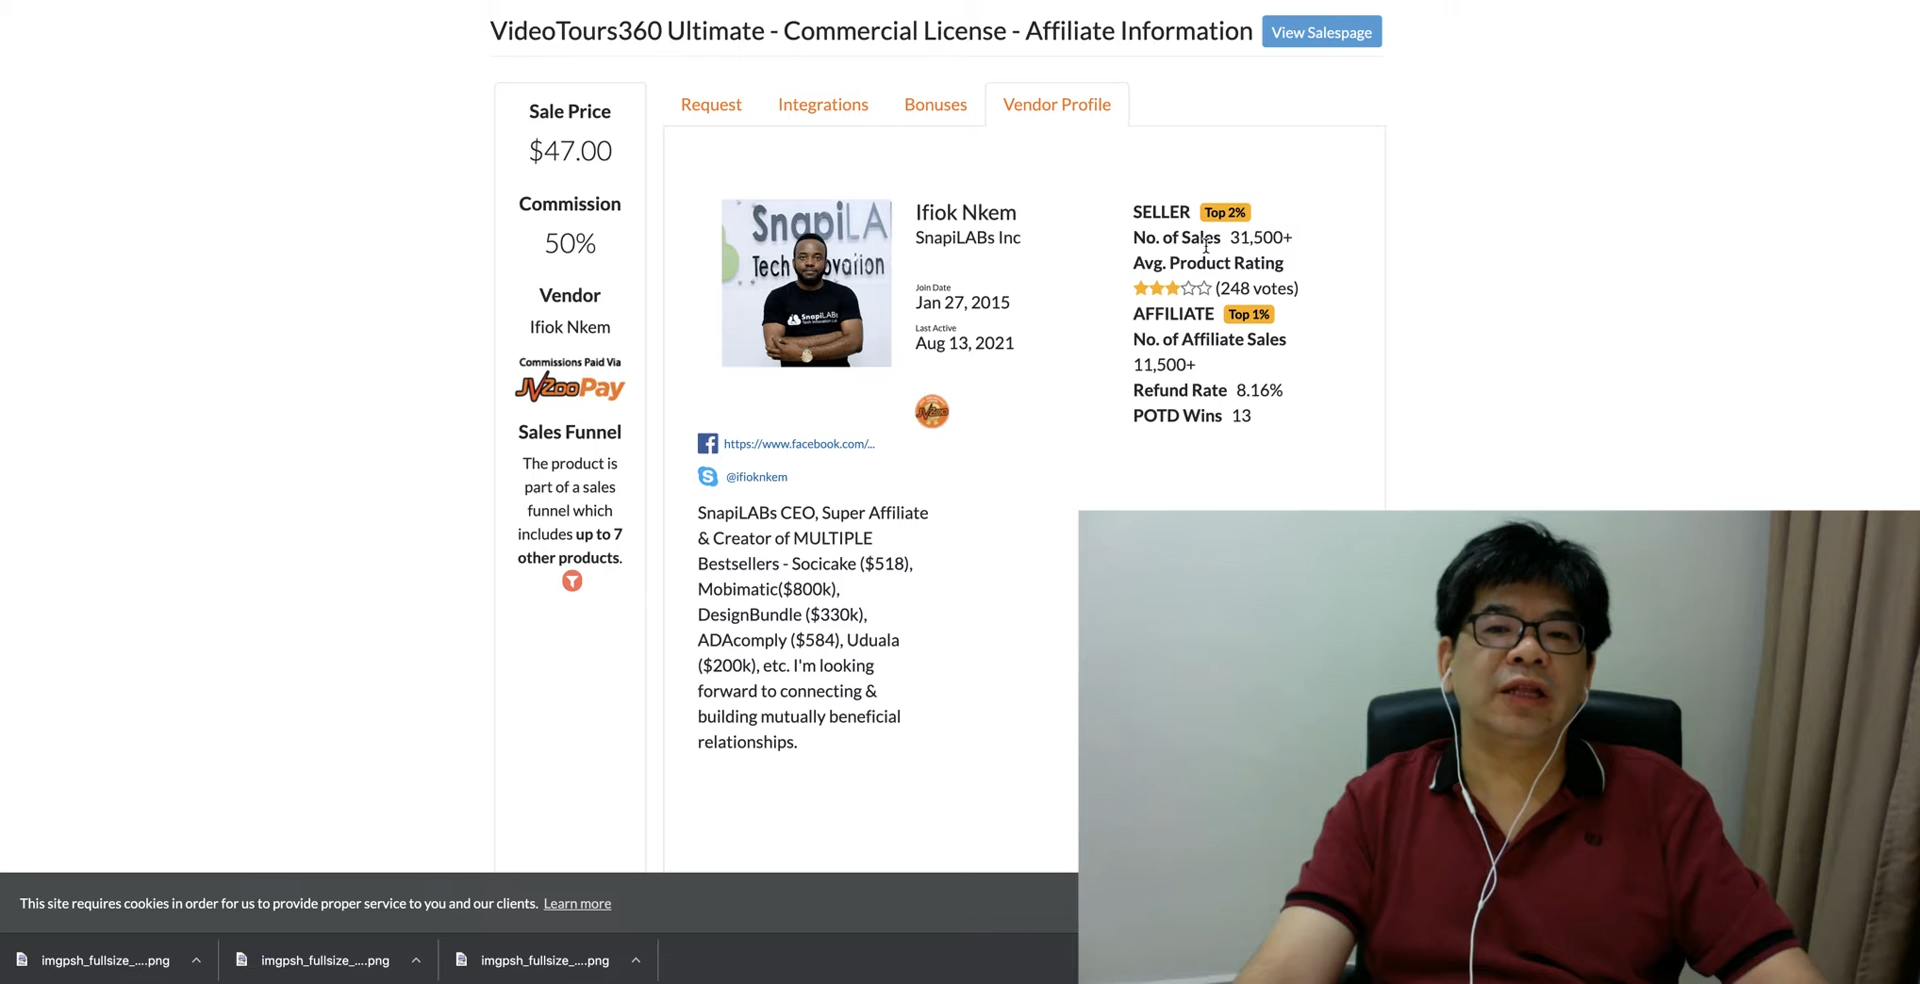 VideoTours360 Ultimate - Commercial License - Affiliate Information
View Salespage
Sale Price
$47.00
Commission
50%
Vendor
Ifiok Nkem
Commissions Paid Via
JVZooPay
Sales Funnel
The product is
part of a sales
funnel which
includes up to 7
other products.
Request
Integrations
Bonuses
Vendor Profile
SnapiLA
Tech
ovation
SnapiLABs
Ifiok Nkem
SnapiLABs Inc
Join Date
Jan 27, 2015
Last Active
Aug 13, 2021
JVZoo
SELLER Top 2%
No. of Sales 31,500+
Avg. Product Rating
(248 votes)
AFFILIATE Top 1%
No. of Affiliate Sales
11,500+
Refund Rate 8.16%
POTD Wins 13
https://www.facebook.com/...
@ifioknkem
SnapiLABs CEO, Super Affiliate
& Creator of MULTIPLE
Bestsellers - Socicake ($518),
Mobimatic($800k),
DesignBundle ($330k),
ADAcomply ($584), Uduala
($200k), etc. I'm looking
forward to connecting &
building mutually beneficial
relationships.
This site requires cookies in order for us to provide proper service to you and our clients. Learn more
imgpsh_fullsize_....png
imgpsh_fullsize_....png
imgpsh_fullsize_....png